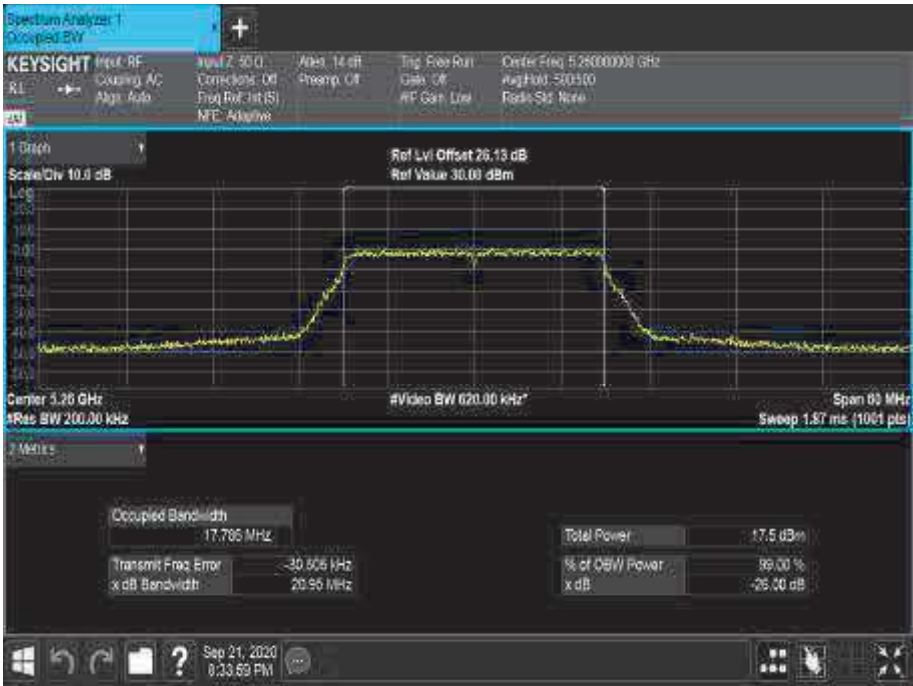 Spectrum Analyzer 1
Occupied BW
KEYSIGHT
Input: RF
Coupling: AC
Align: Auto
Input Z: 50 Ω
Corrections: Off
Freq Ref: Int (S)
NFE: Adaptive
Atten: 14 dB
Preamp: Off
Trig: Free Run
Gate: Off
#IF Gain: Low
Center Freq: 5.260000000 GHz
Avg|Hold: 500/500
Radio Std: None
1 Graph
Scale/Div 10.0 dB
Ref Lvl Offset 26.13 dB
Ref Value 30.00 dBm
Log
Center 5.26 GHz
#Res BW 200.00 kHz
#Video BW 620.00 kHz*
Span 60 MHz
Sweep 1.87 ms (1001 pts)
2 Metrics
Occupied Bandwidth
17.786 MHz
Transmit Freq Error
x dB Bandwidth
20.95 MHz
Total Power
17.5 dBm
% of OBW Power
99.00 %
x dB
-26.00 dB
?
Sep 21, 2020
8:33:59 PM